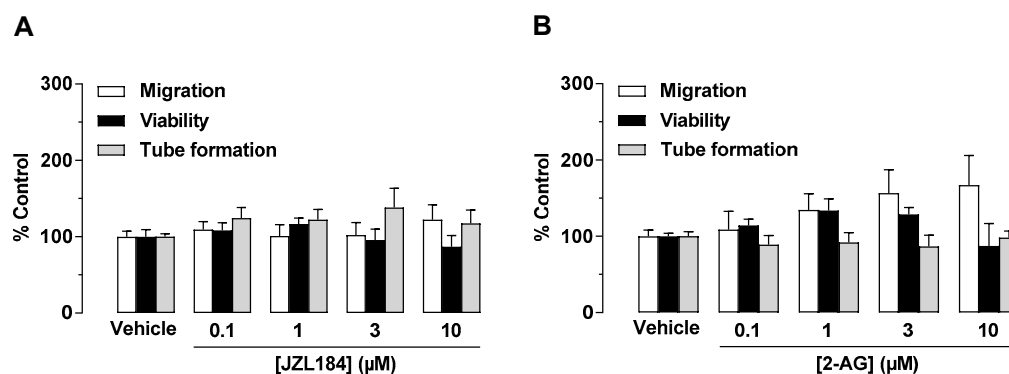 A
% Control
300
200
100
0
Migration
Viability
Tube formation
Vehicle 0.1 1 3 10
[JZL184] (µM)
B
% Control
300
200
100
0
Migration
Viability
Tube formation
Vehicle 0.1 1 3 10
[2-AG] (µM)